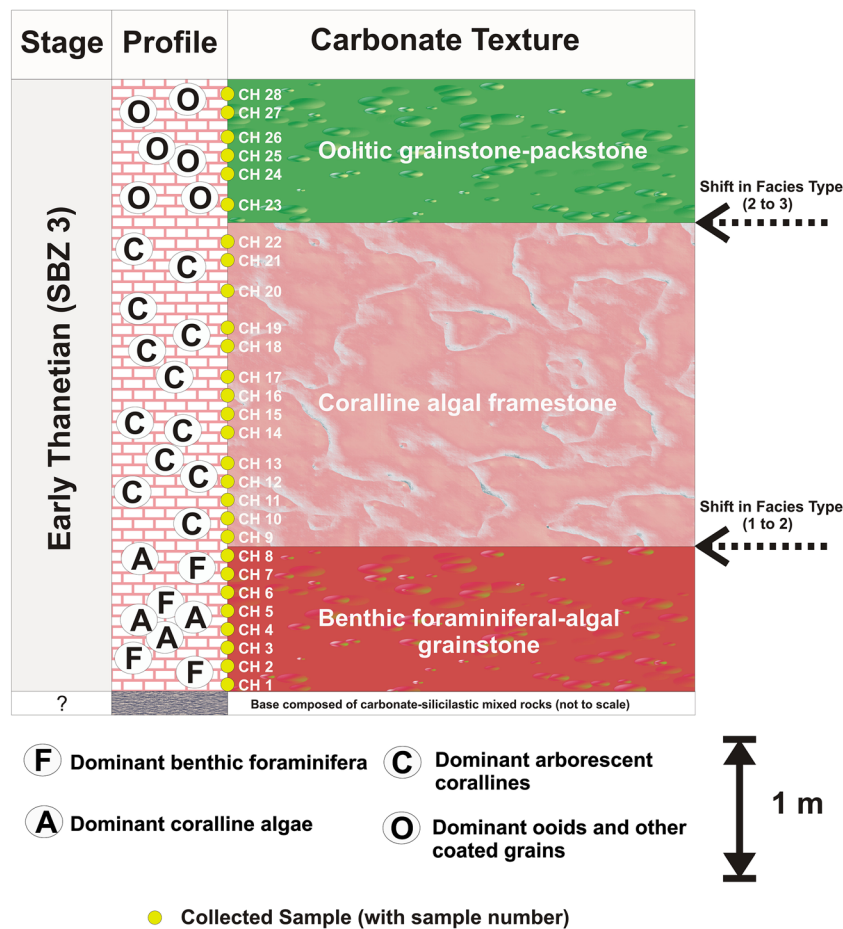 Stage
Profile
Carbonate Texture
Early Thanetian (SBZ 3)
O
O
O
O
O
O
CH 28
CH 27
CH 26
CH 25
CH 24
CH 23
Oolitic grainstone-packstone
Shift in Facies Type
(2 to 3)
C
C
C
C
C
C
C
C
C
C
C
C
CH 22
CH 21
CH 20
CH 19
CH 18
CH 17
CH 16
CH 15
CH 14
CH 13
CH 12
CH 11
CH 10
CH 9
Coralline algal framestone
Shift in Facies Type
(1 to 2)
A
F
F
A
A
A
F
F
CH 8
CH 7
CH 6
CH 5
CH 4
CH 3
CH 2
CH 1
Benthic foraminiferal-algal
grainstone
?
Base composed of carbonate-silicilastic mixed rocks (not to scale)
F Dominant benthic foraminifera
C Dominant arborescent
corallines
A Dominant coralline algae
O Dominant ooids and other
coated grains
1 m
Collected Sample (with sample number)